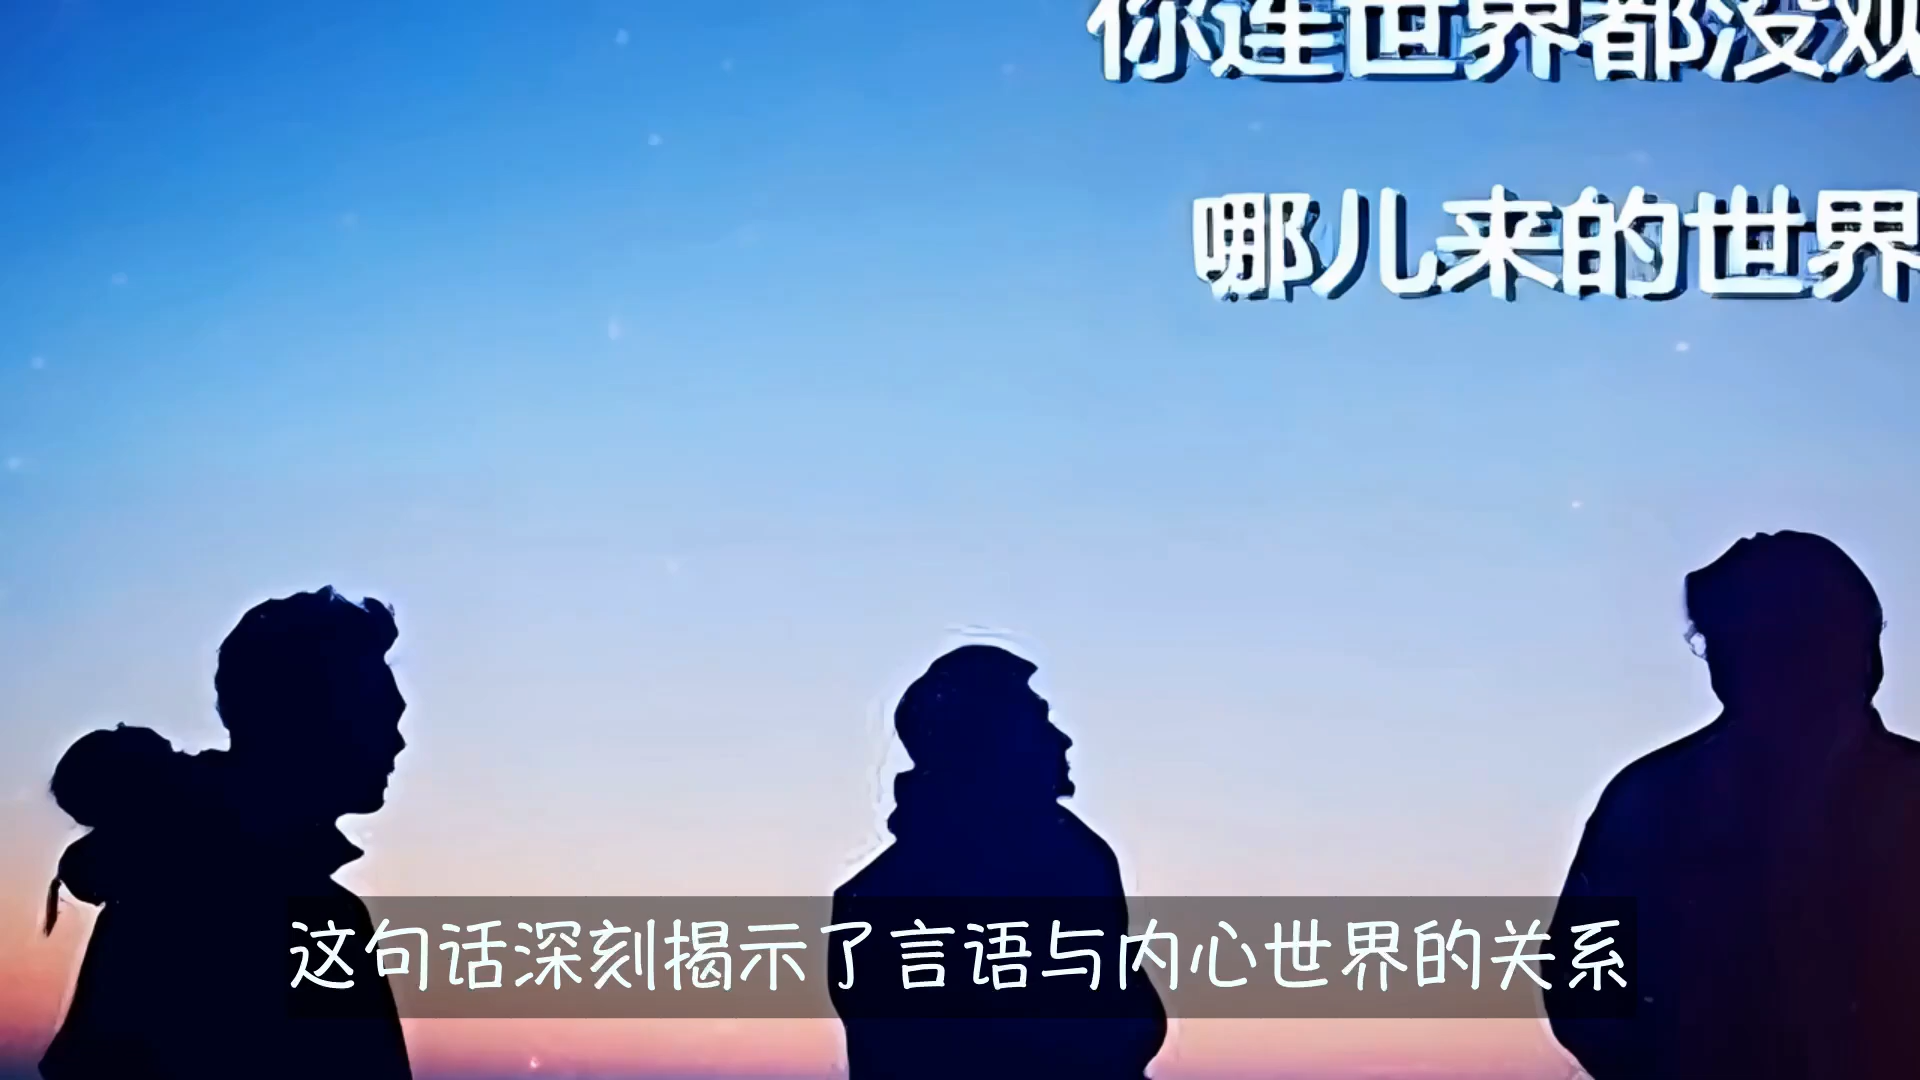 你连世界都没观
哪儿来的世界
这句话深刻揭示了言语与内心世界的关系